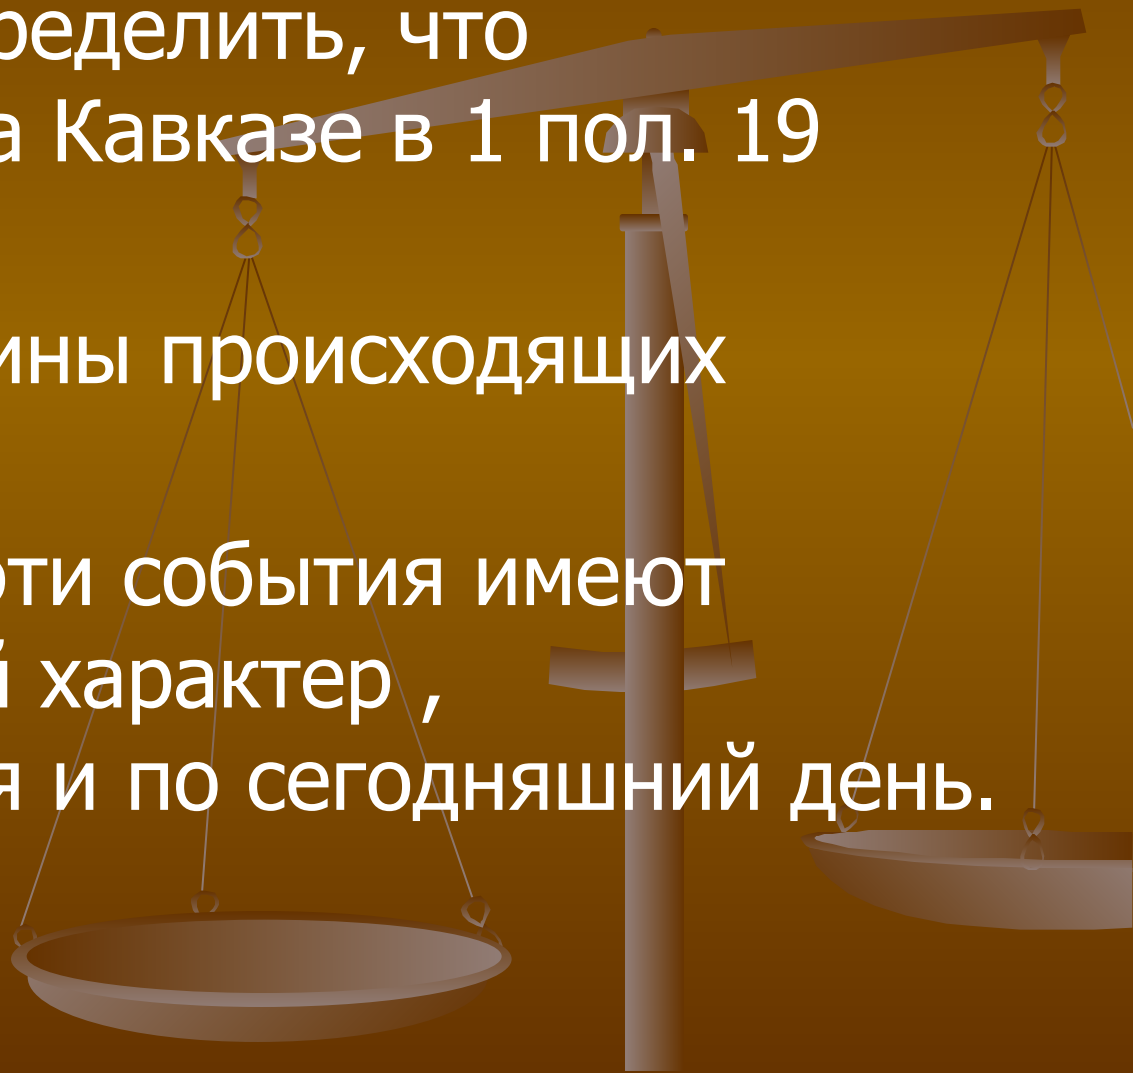 ределить, что
а Кавказе в 1 пол. 19
ины происходящих
эти события имеют
й характер ,
я и по сегодняшний день.